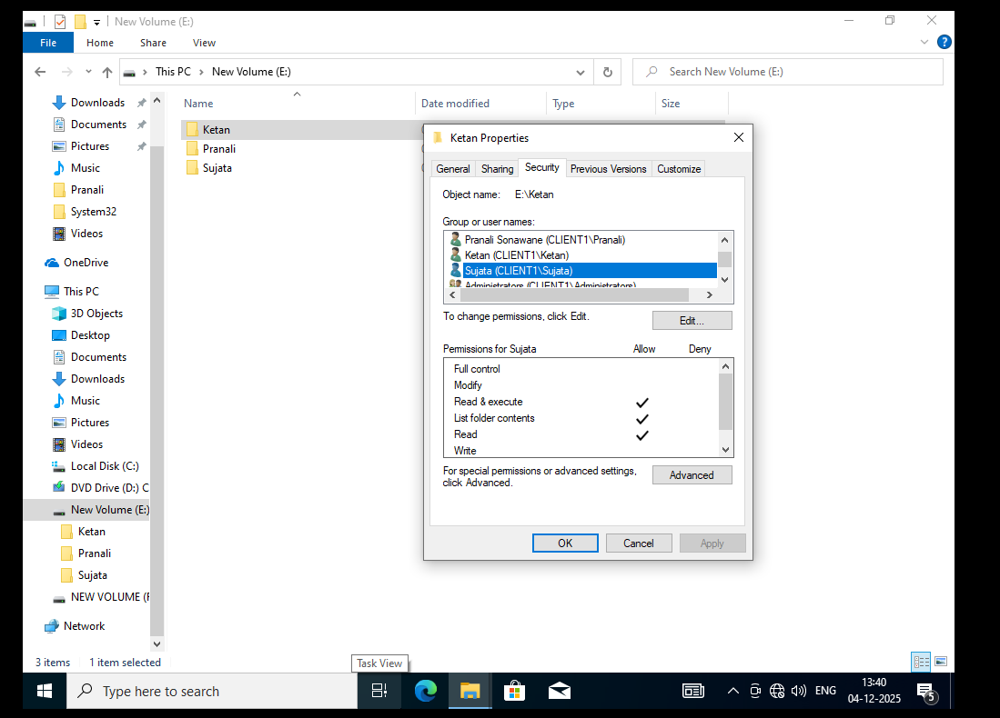 New Volume (E:)
File Home Share View
This PC New Volume (E:)
Search New Volume (E:)
Name Date modified Type Size
Downloads
Documents
Pictures
Music
Pranali
System32
Videos
OneDrive
This PC
3D Objects
Desktop
Documents
Downloads
Music
Pictures
Videos
Local Disk (C:)
DVD Drive (D:) C
New Volume (E:)
Ketan
Pranali
Sujata
NEW VOLUME (F
Network
Ketan
Pranali
Sujata
Ketan Properties
General Sharing Security Previous Versions Customize
Object name: E:\Ketan
Group or user names:
Pranali Sonawane (CLIENT1\Pranali)
Ketan (CLIENT1\Ketan)
Sujata (CLIENT1\Sujata)
Administrators (CLIENT1\Administrators)
To change permissions, click Edit.
Edit...
Permissions for Sujata Allow Deny
Full control
Modify
Read & execute
List folder contents
Read
Write
For special permissions or advanced settings,
click Advanced.
Advanced
OK Cancel Apply
3 items 1 item selected
Task View
Type here to search
ENG
13:40
04-12-2025
5